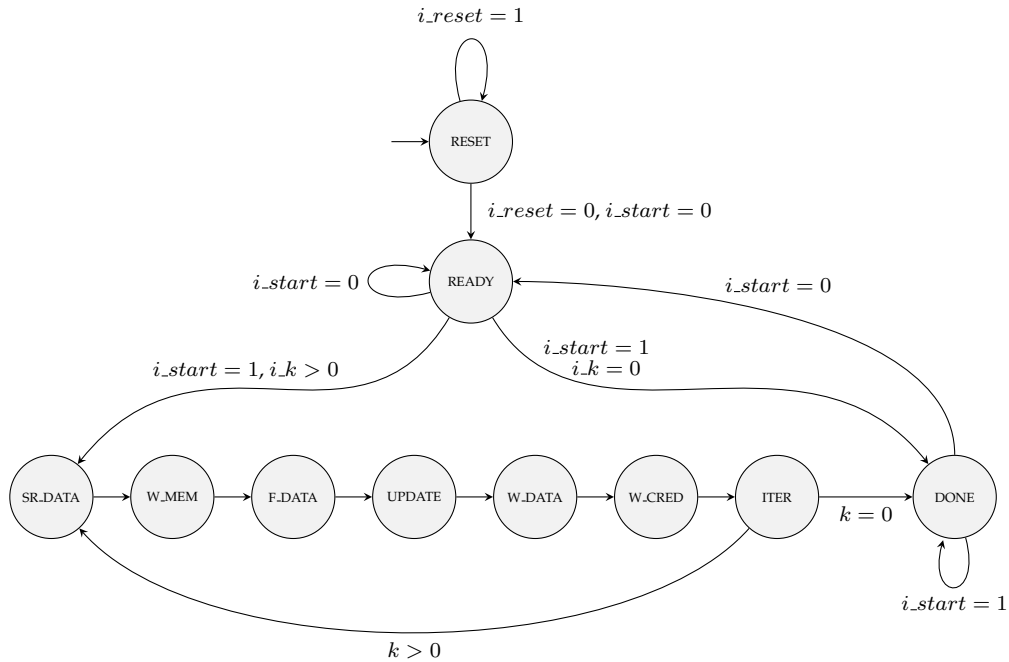 i_reset = 1
RESET
i_reset = 0, i_start = 0
i_start = 0
READY
i_start = 0
i_start = 1, i_k > 0
i_start = 1
i_k = 0
SR_DATA
W_MEM
F_DATA
UPDATE
W_DATA
W_CRED
ITER
k = 0
DONE
i_start = 1
k > 0